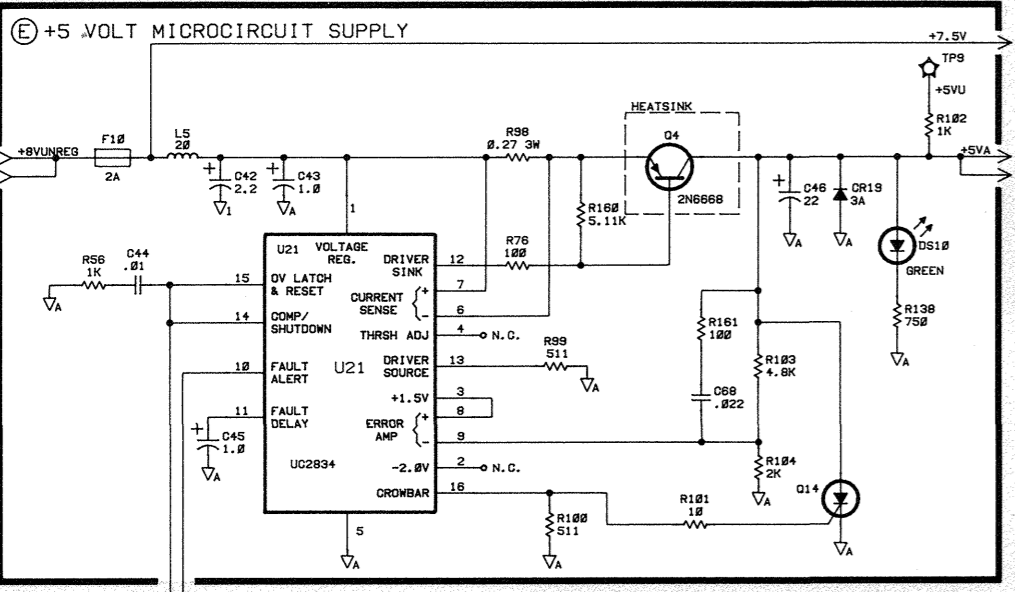 E +5 VOLT MICROCIRCUIT SUPPLY
+7.5V
TP9
+5VU
HEATSINK
R102
1K
F10
2A
L5
20
R98
0.27 3W
Q4
2N6668
+8VUNREG
+5VA
C42
2.2
1
C43
1.0
A
1
R160
5.11K
C46
22
A
CR19
3A
A
DS10
GREEN
R56
1K
C44
.01
A
U21
VOLTAGE
REG.
15
OV LATCH
& RESET
14
COMP/
SHUTDOWN
10
FAULT
ALERT
11
FAULT
DELAY
C45
1.0
A
U21
UC2834
DRIVER
SINK
12
R76
100
CURRENT
SENSE
+
7
-
6
THRSH ADJ
4
N.C.
DRIVER
SOURCE
13
R99
511
A
+1.5V
3
ERROR
AMP
+
8
-
9
-2.0V
2
N.C.
CROWBAR
16
5
A
R100
511
A
R101
10
R161
100
C68
.022
R103
4.8K
R104
2K
A
Q14
A
R138
750
A